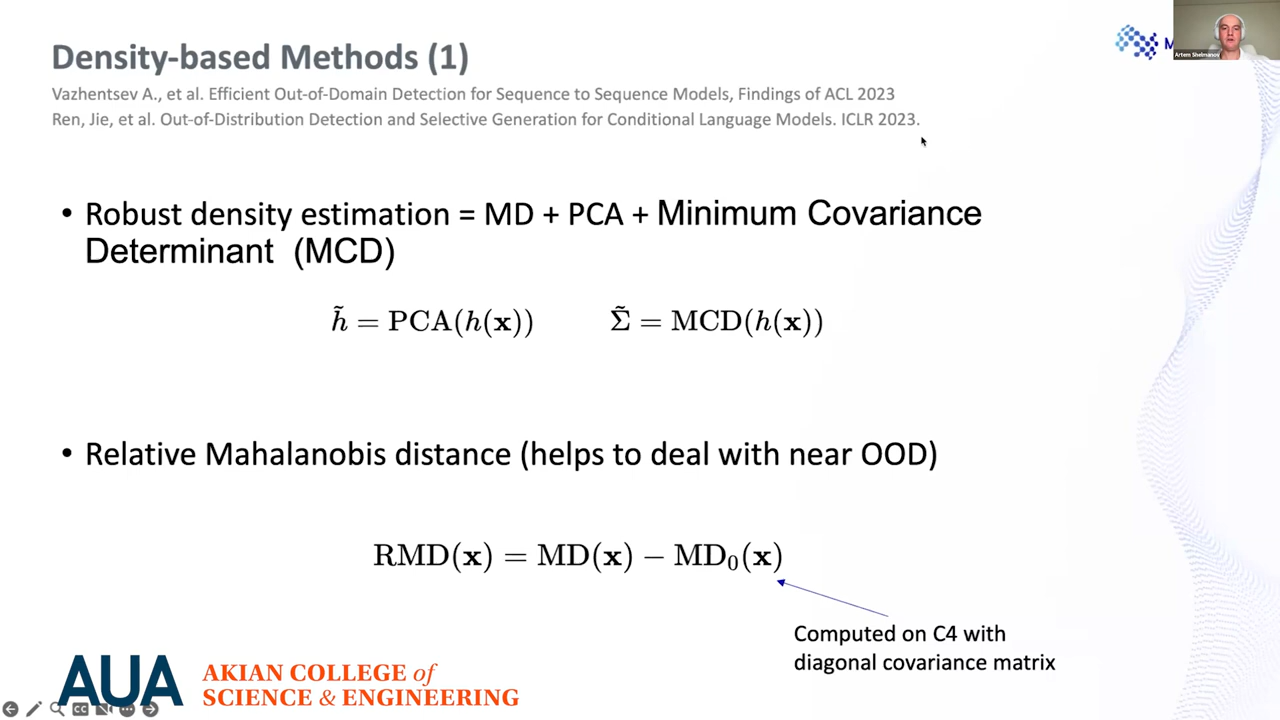 Density-based Methods (1)
Vazhentsev A., et al. Efficient Out-of-Domain Detection for Sequence to Sequence Models, Findings of ACL 2023
Ren, Jie, et al. Out-of-Distribution Detection and Selective Generation for Conditional Language Models. ICLR 2023.
M
Artem Shelmanov
• Robust density estimation = MD + PCA + Minimum Covariance
Determinant (MCD)
h̃ = PCA(h(𝐱)) Σ̃ = MCD(h(𝐱))
• Relative Mahalanobis distance (helps to deal with near OOD)
RMD(𝐱) = MD(𝐱) − MD₀(𝐱)
Computed on C4 with
diagonal covariance matrix
AUA
AKIAN COLLEGE of
SCIENCE & ENGINEERING
CC